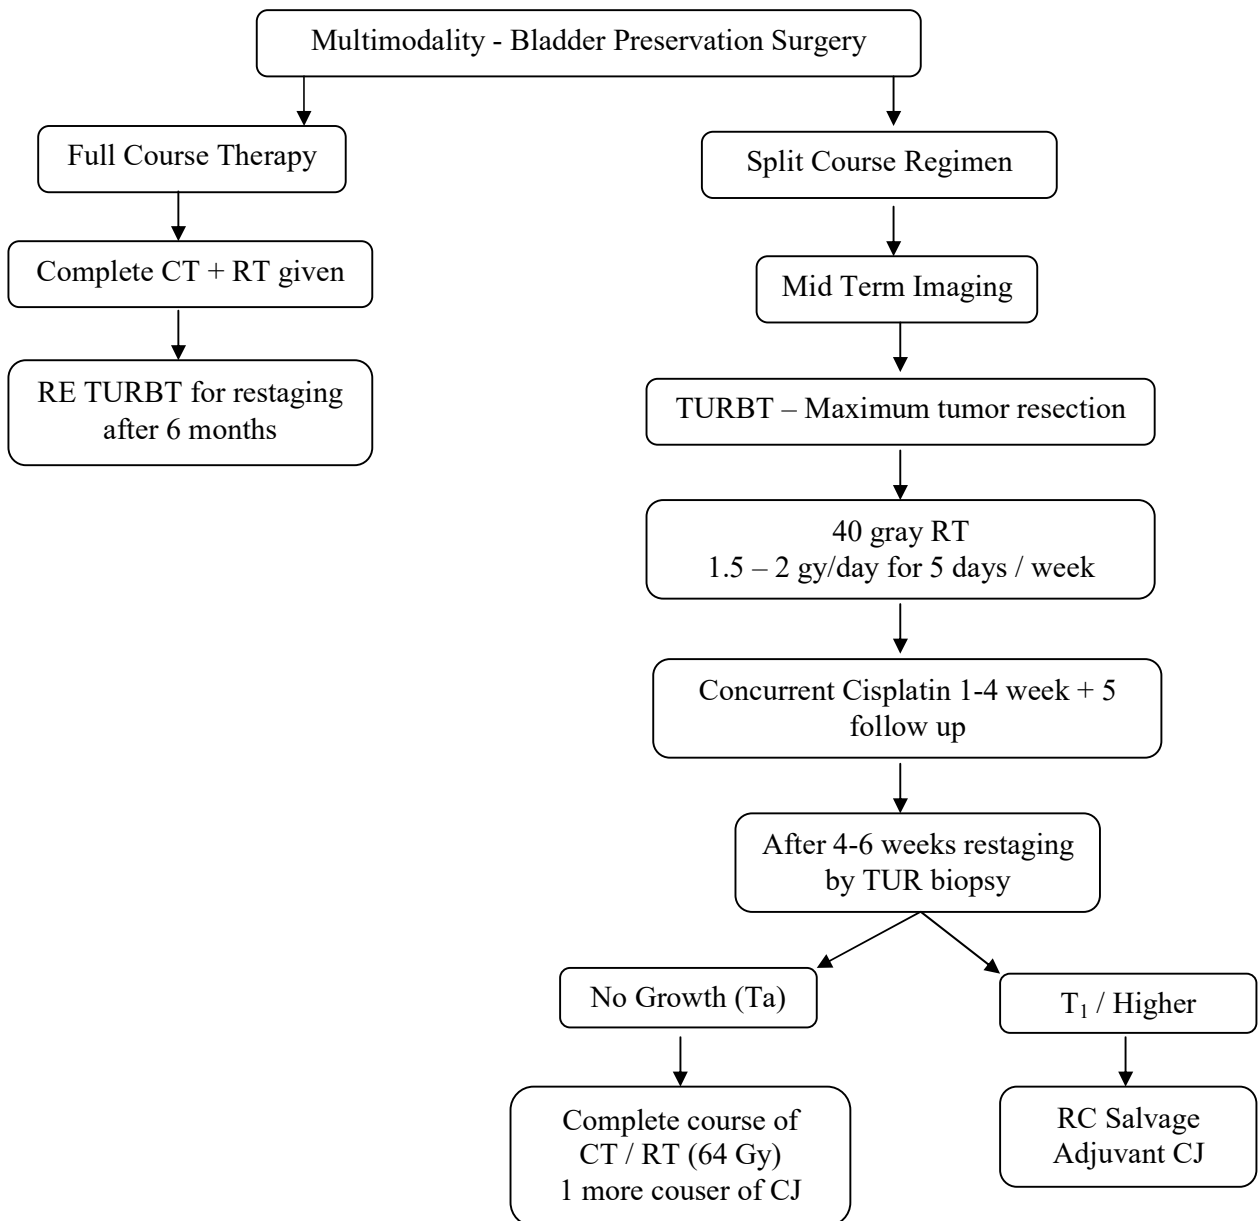 Multimodality - Bladder Preservation Surgery
Full Course Therapy
Complete CT + RT given
RE TURBT for restaging
after 6 months
Split Course Regimen
Mid Term Imaging
TURBT – Maximum tumor resection
40 gray RT
1.5 – 2 gy/day for 5 days / week
Concurrent Cisplatin 1-4 week + 5
follow up
After 4-6 weeks restaging
by TUR biopsy
No Growth (Ta)
Complete course of
CT / RT (64 Gy)
1 more couser of CJ
T₁ / Higher
RC Salvage
Adjuvant CJ